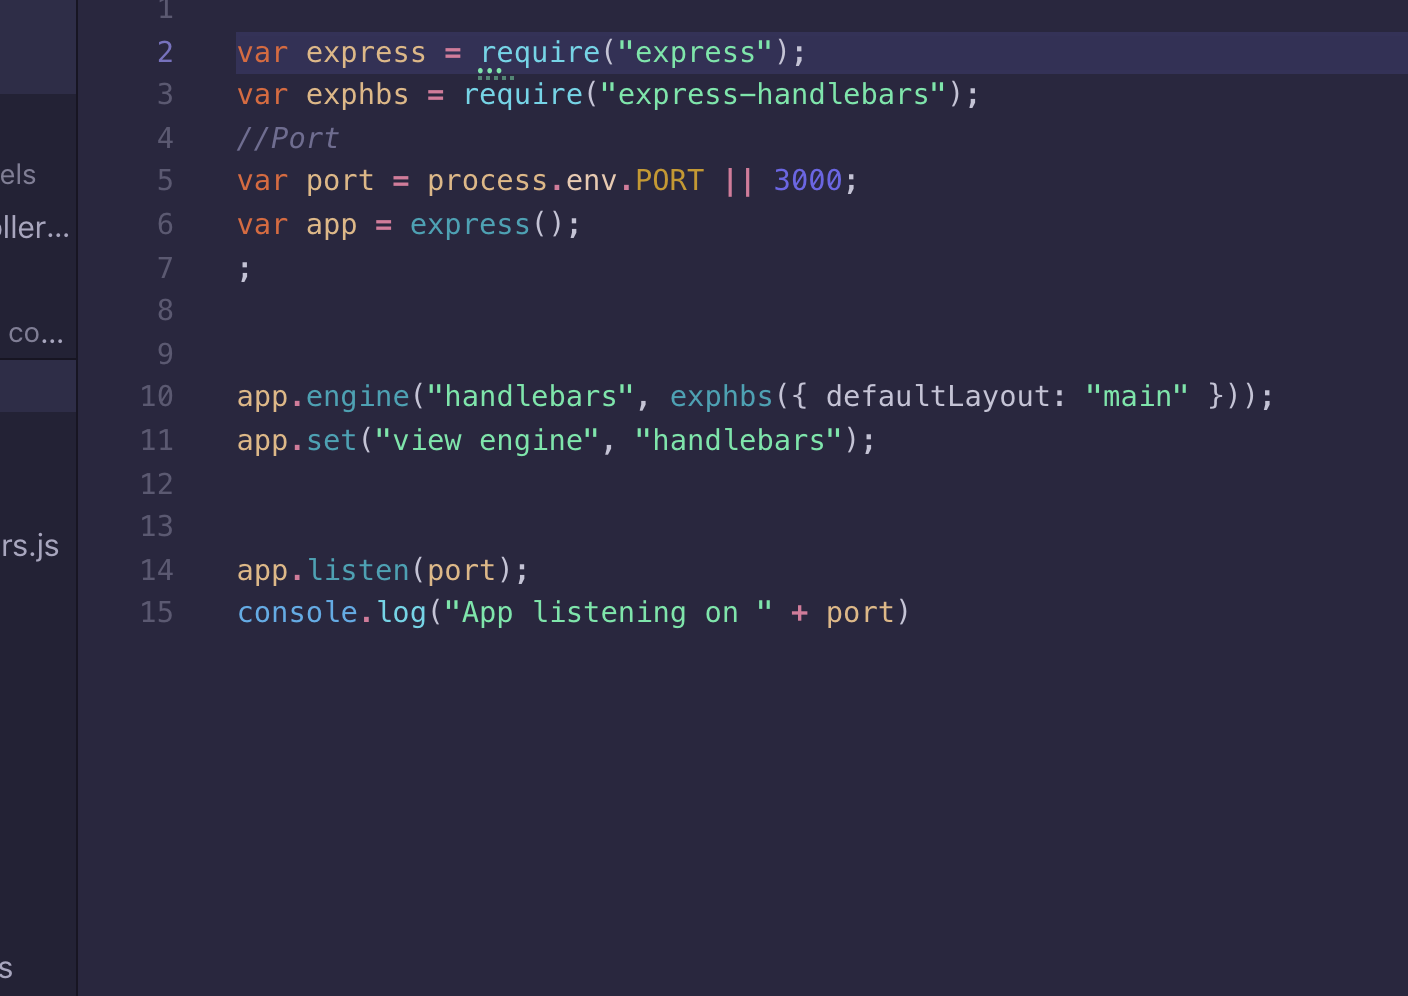 1
2 var express = require("express");
3 var exphbs = require("express-handlebars");
els
4 //Port
5 var port = process.env.PORT || 3000;
oller...
6 var app = express();
7 ;
8
co...
9
10 app.engine("handlebars", exphbs({ defaultLayout: "main" }));
11 app.set("view engine", "handlebars");
12
13
rs.js
14 app.listen(port);
15 console.log("App listening on " + port)
s